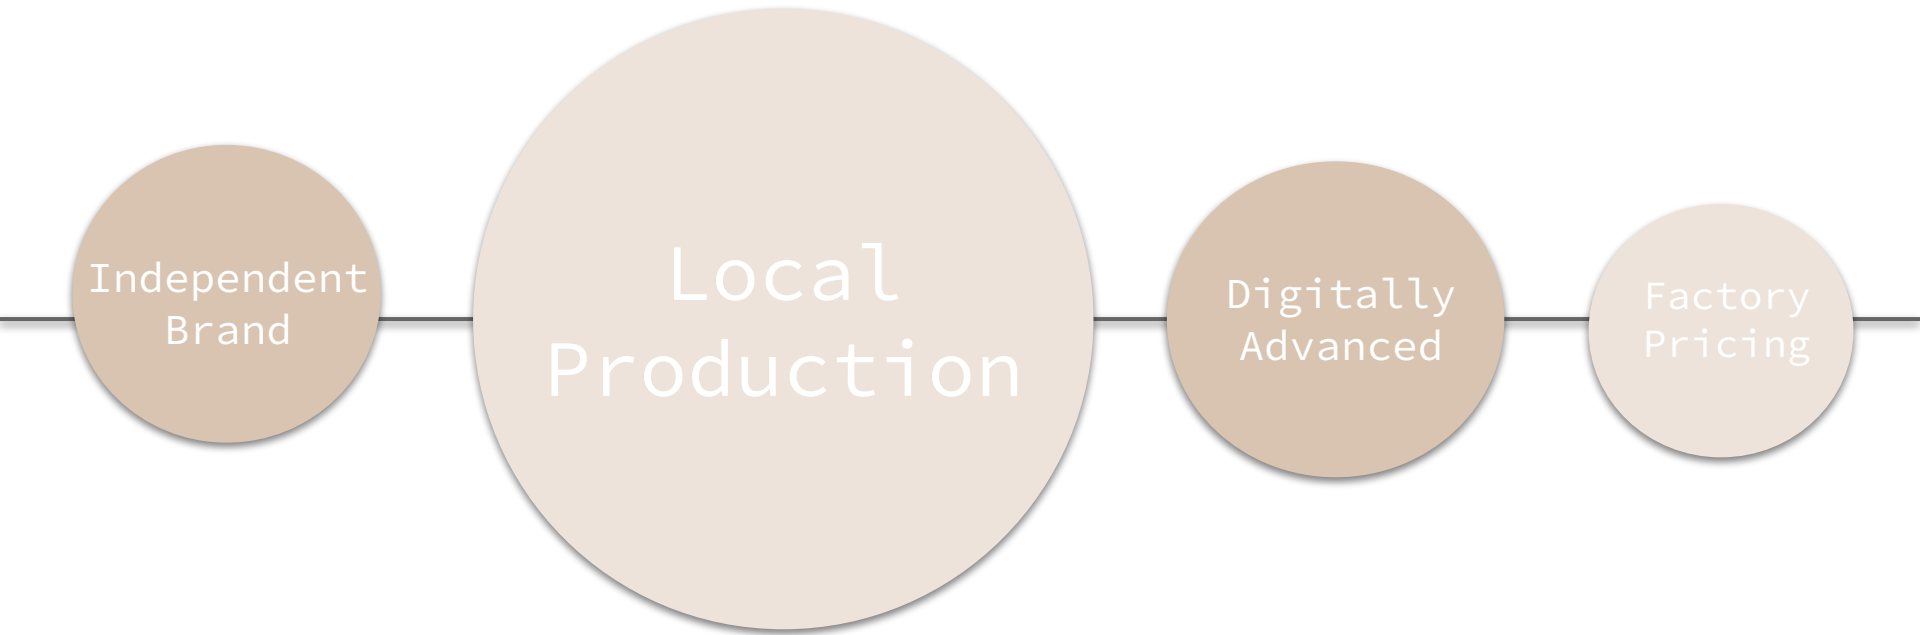 Independent
Brand
Local
Production
Digitally
Advanced
Factory
Pricing